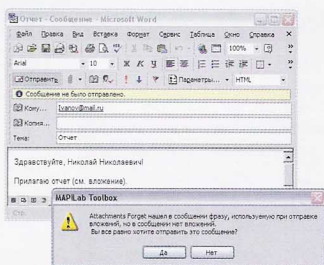 Отчет - Сообщение - Microsoft Word
Файл Правка Вид Вставка Формат Сервис Таблица Окно Справка
100%
Arial 10 Ж К Ч
Отправить Параметры... HTML
Сообщение не было отправлено.
Кому... Ivanov@mail.ru
Копия...
Тема: Отчет
Здравствуйте, Николай Николаевич!
Прилагаю отчет (см. вложение).
MAPILab Toolbox
Стр.
Attachments Forget нашел в сообщении фразу, используемую при отправке
вложений, но в сообщении нет вложений.
Вы все равно хотите отправить это сообщение?
Да Нет